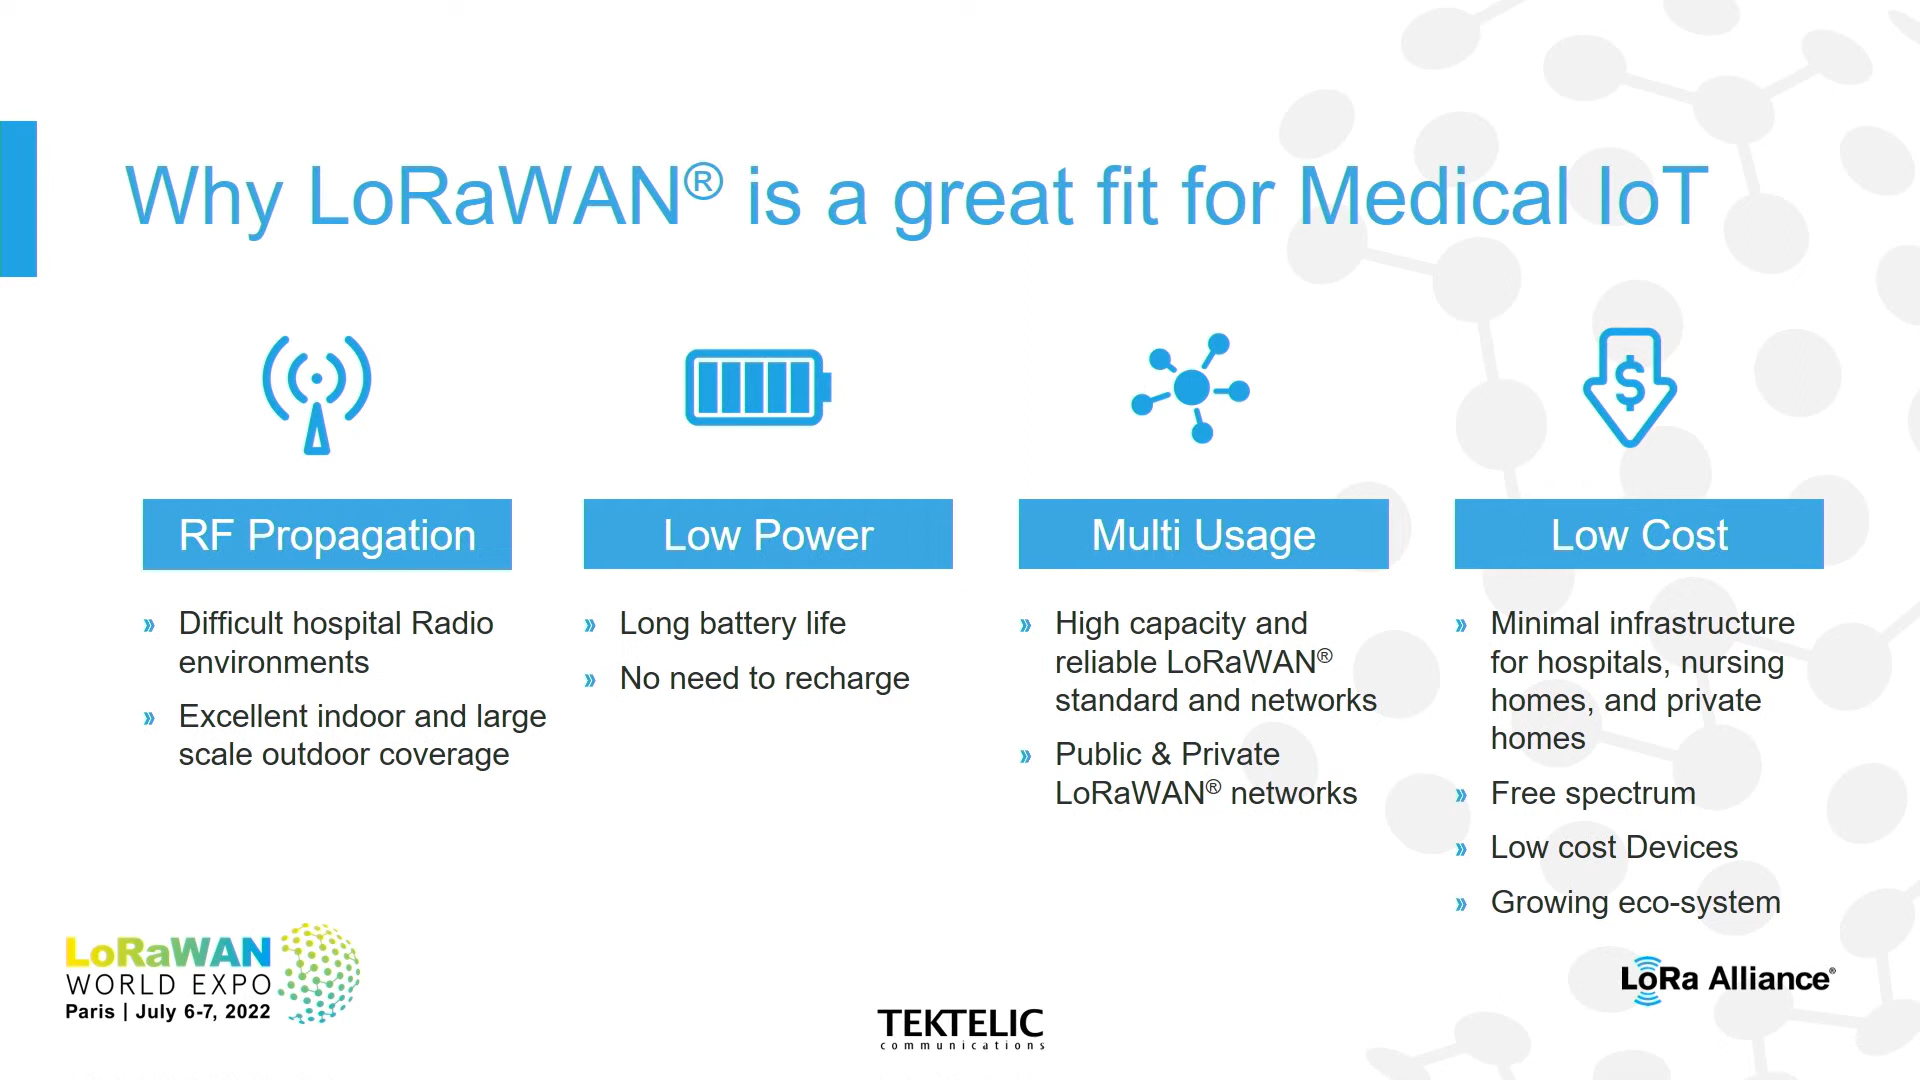 Why LoRaWAN® is a great fit for Medical IoT
$
RF Propagation
» Difficult hospital Radio
environments
» Excellent indoor and large
scale outdoor coverage
Low Power
» Long battery life
» No need to recharge
Multi Usage
» High capacity and
reliable LoRaWAN®
standard and networks
» Public & Private
LoRaWAN® networks
Low Cost
» Minimal infrastructure
for hospitals, nursing
homes, and private
homes
» Free spectrum
» Low cost Devices
» Growing eco-system
LoRaWAN
WORLD EXPO
Paris | July 6-7, 2022
TEKTELIC
communications
LoRa Alliance®